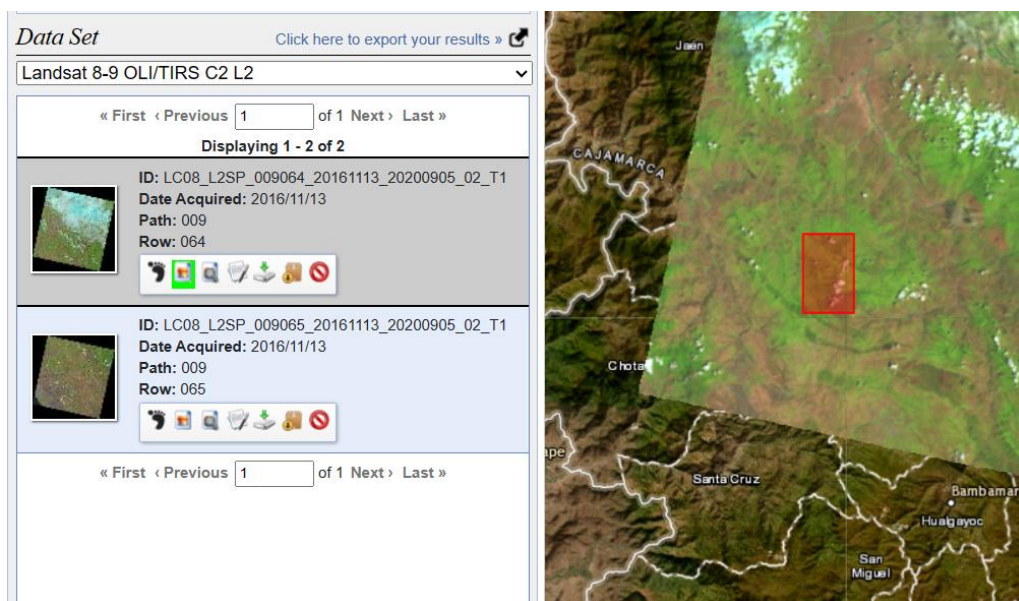 Data Set
Click here to export your results »
Landsat 8-9 OLI/TIRS C2 L2
« First ‹ Previous 1 of 1 Next › Last »
Displaying 1 - 2 of 2
ID: LC08_L2SP_009064_20161113_20200905_02_T1
Date Acquired: 2016/11/13
Path: 009
Row: 064
ID: LC08_L2SP_009065_20161113_20200905_02_T1
Date Acquired: 2016/11/13
Path: 009
Row: 065
« First ‹ Previous 1 of 1 Next › Last »
Jaén
CAJAMARCA
Chota
ape
Santa Cruz
Bambamar
Hualgayoc
San
Miguel